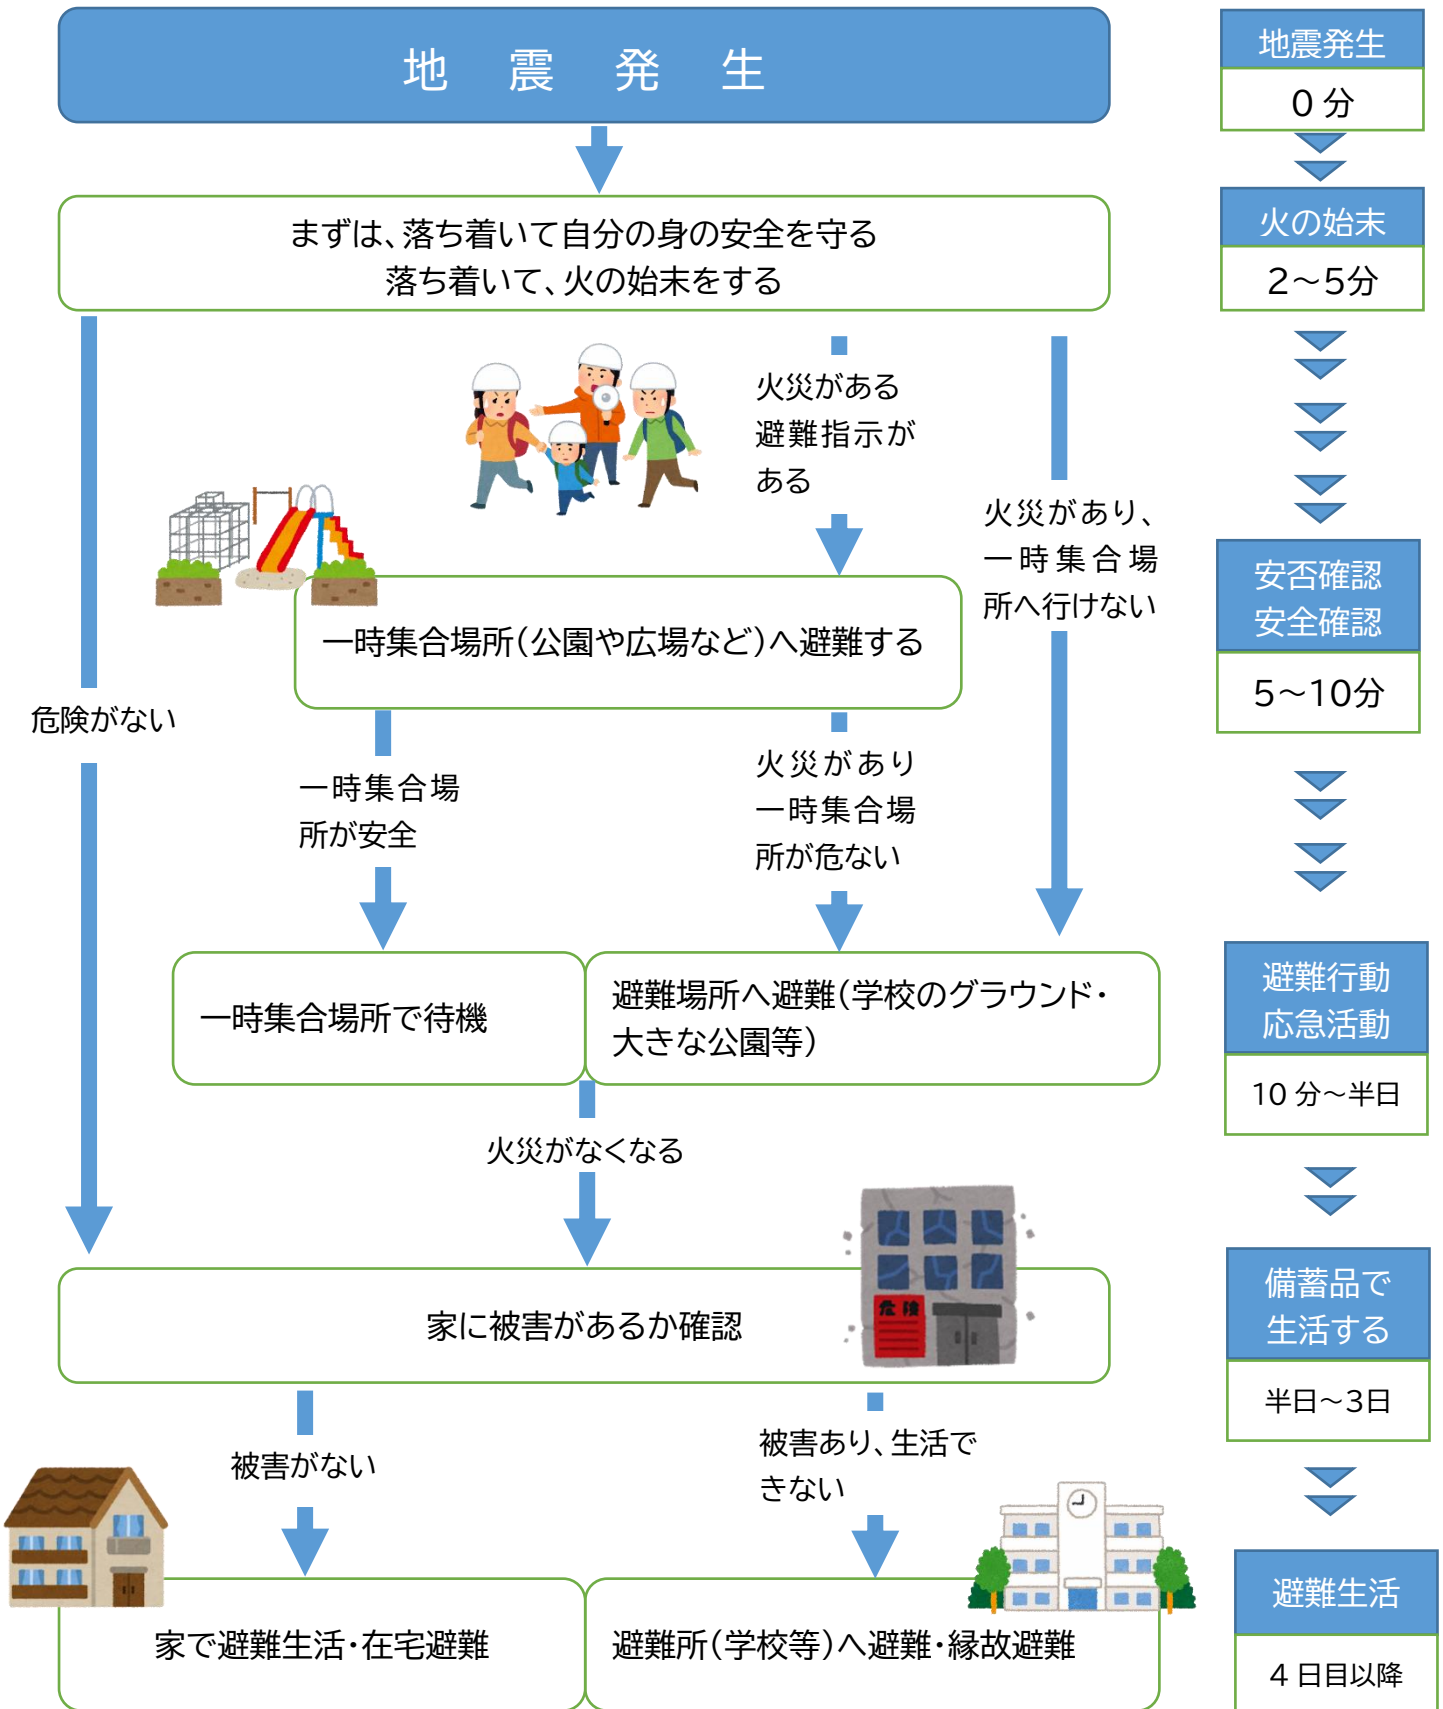 地震発生
まずは、落ち着いて自分の身の安全を守る
落ち着いて、火の始末をする
火災がある
避難指示が
ある
火災があり、
一時集合場
所へ行けない
一時集合場所（公園や広場など）へ避難する
危険がない
一時集合場
所が安全
火災があり
一時集合場
所が危ない
一時集合場所で待機
避難場所へ避難（学校のグラウンド・
大きな公園等）
火災がなくなる
危険
家に被害があるか確認
被害がない
被害あり、生活で
きない
家で避難生活・在宅避難
避難所（学校等）へ避難・縁故避難
地震発生
0分
火の始末
2～5分
安否確認
安全確認
5～10分
避難行動
応急活動
10分～半日
備蓄品で
生活する
半日～3日
避難生活
4日目以降